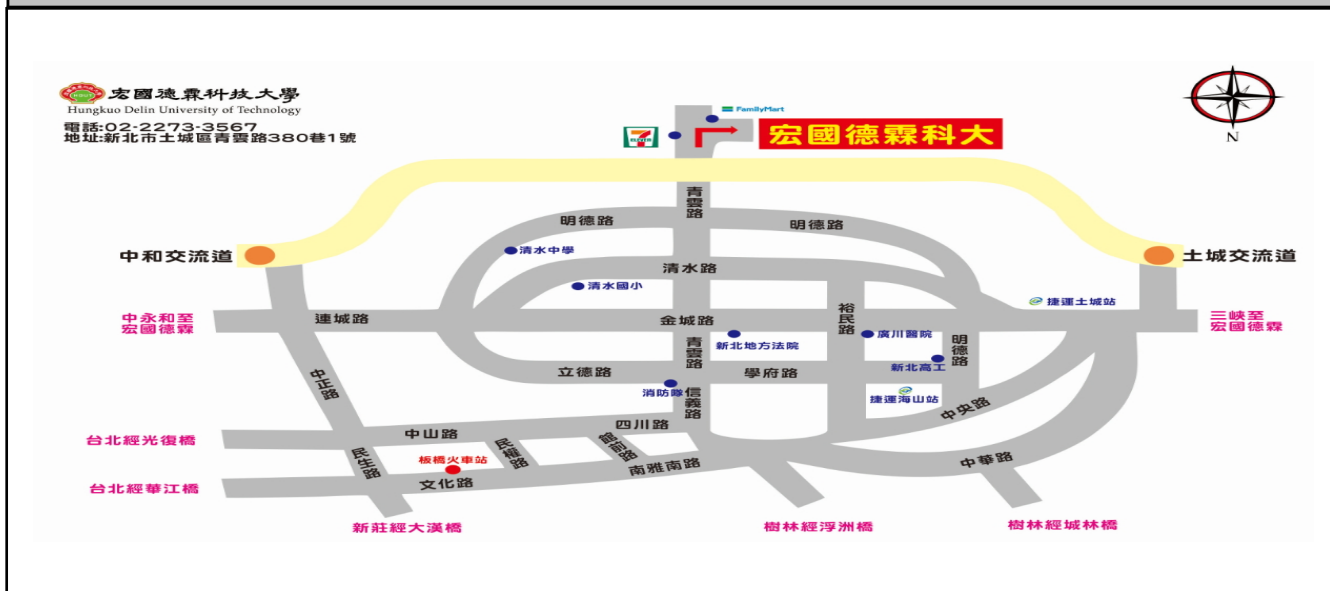 宏國德霖科技大學
Hungkuo Delin University of Technology
電話:02-2273-3567
地址:新北市土城區青雲路380巷1號
FamilyMart
7
ELEVEN
宏國德霖科大
N
青雲路
明德路
明德路
清水中學
中和交流道
土城交流道
清水路
清水國小
捷運土城站
中永和至
宏國德霖
連城路
金城路
裕民路
三峽至
宏國德霖
新北地方法院
廣川醫院
明德路
青雲路
新北高工
中正路
立德路
學府路
消防隊
信義路
捷運海山站
中央路
台北經光復橋
中山路
四川路
民權路
館前路
民生路
板橋火車站
南雅南路
中華路
台北經華江橋
文化路
新莊經大漢橋
樹林經浮洲橋
樹林經城林橋